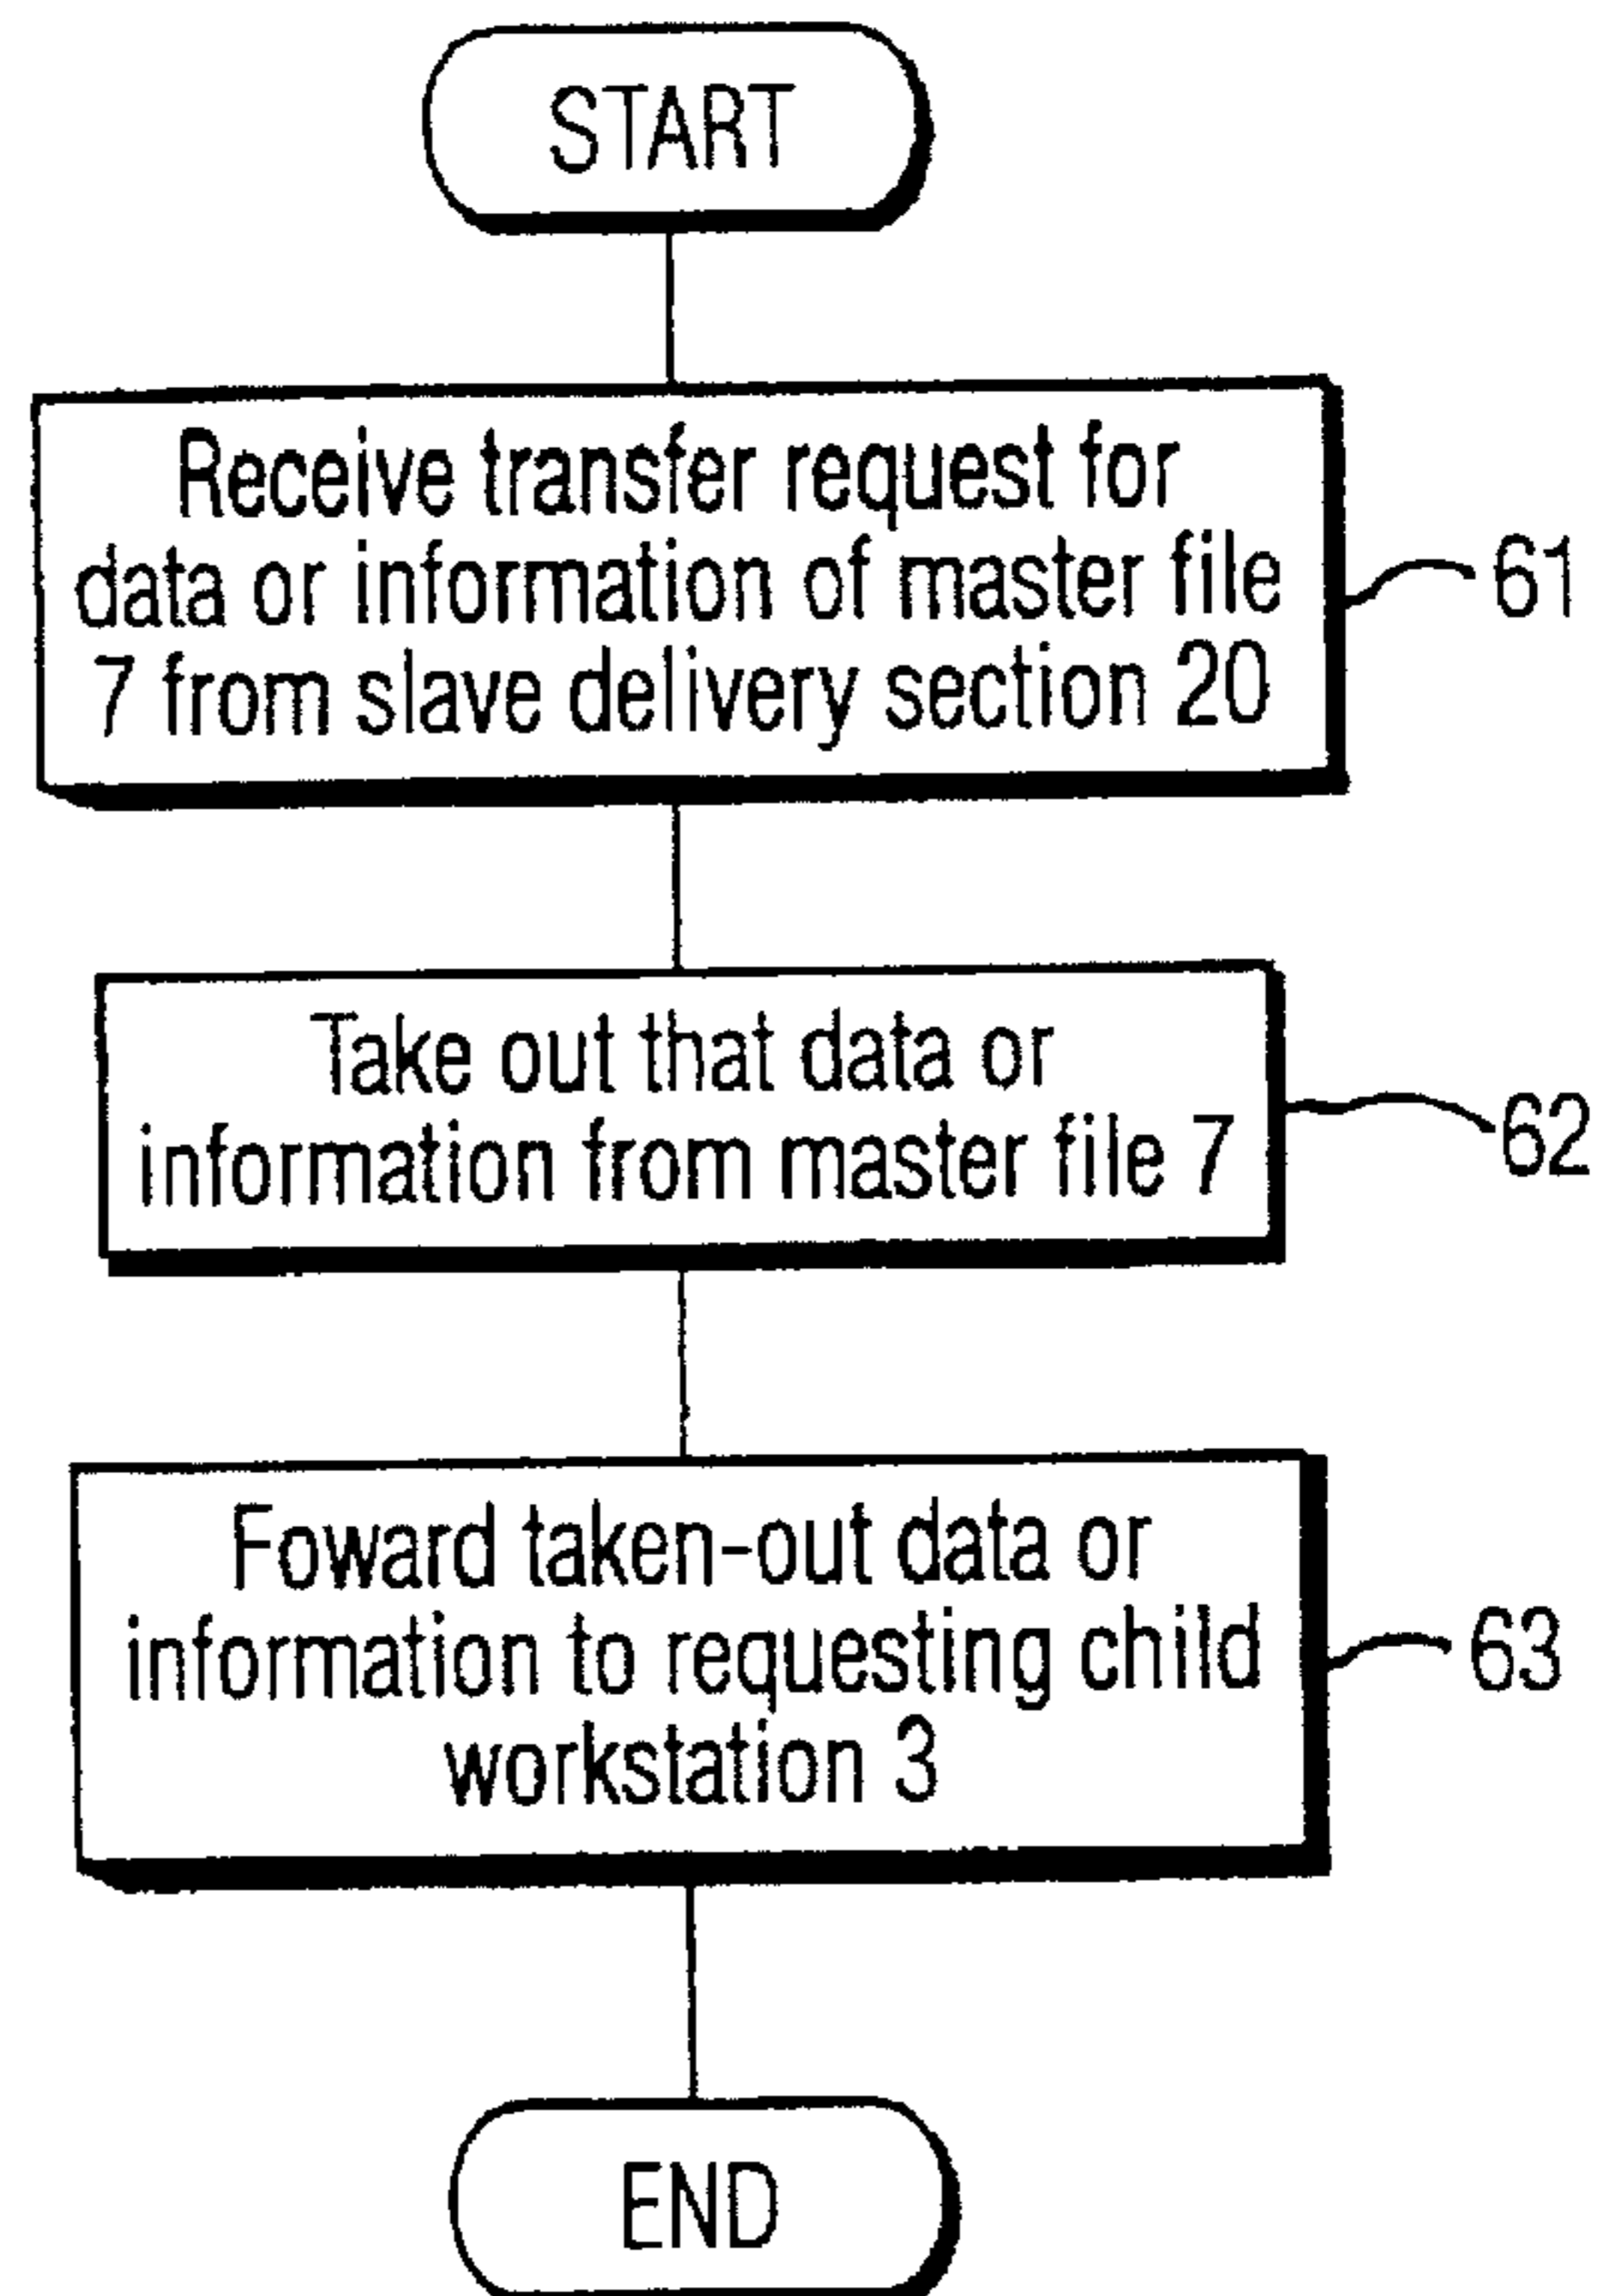 START
Receive transfer request for
data or information of master file
7 from slave delivery section 20
61
Take out that data or
information from master file 7
62
Foward taken-out data or
information to requesting child
workstation 3
63
END